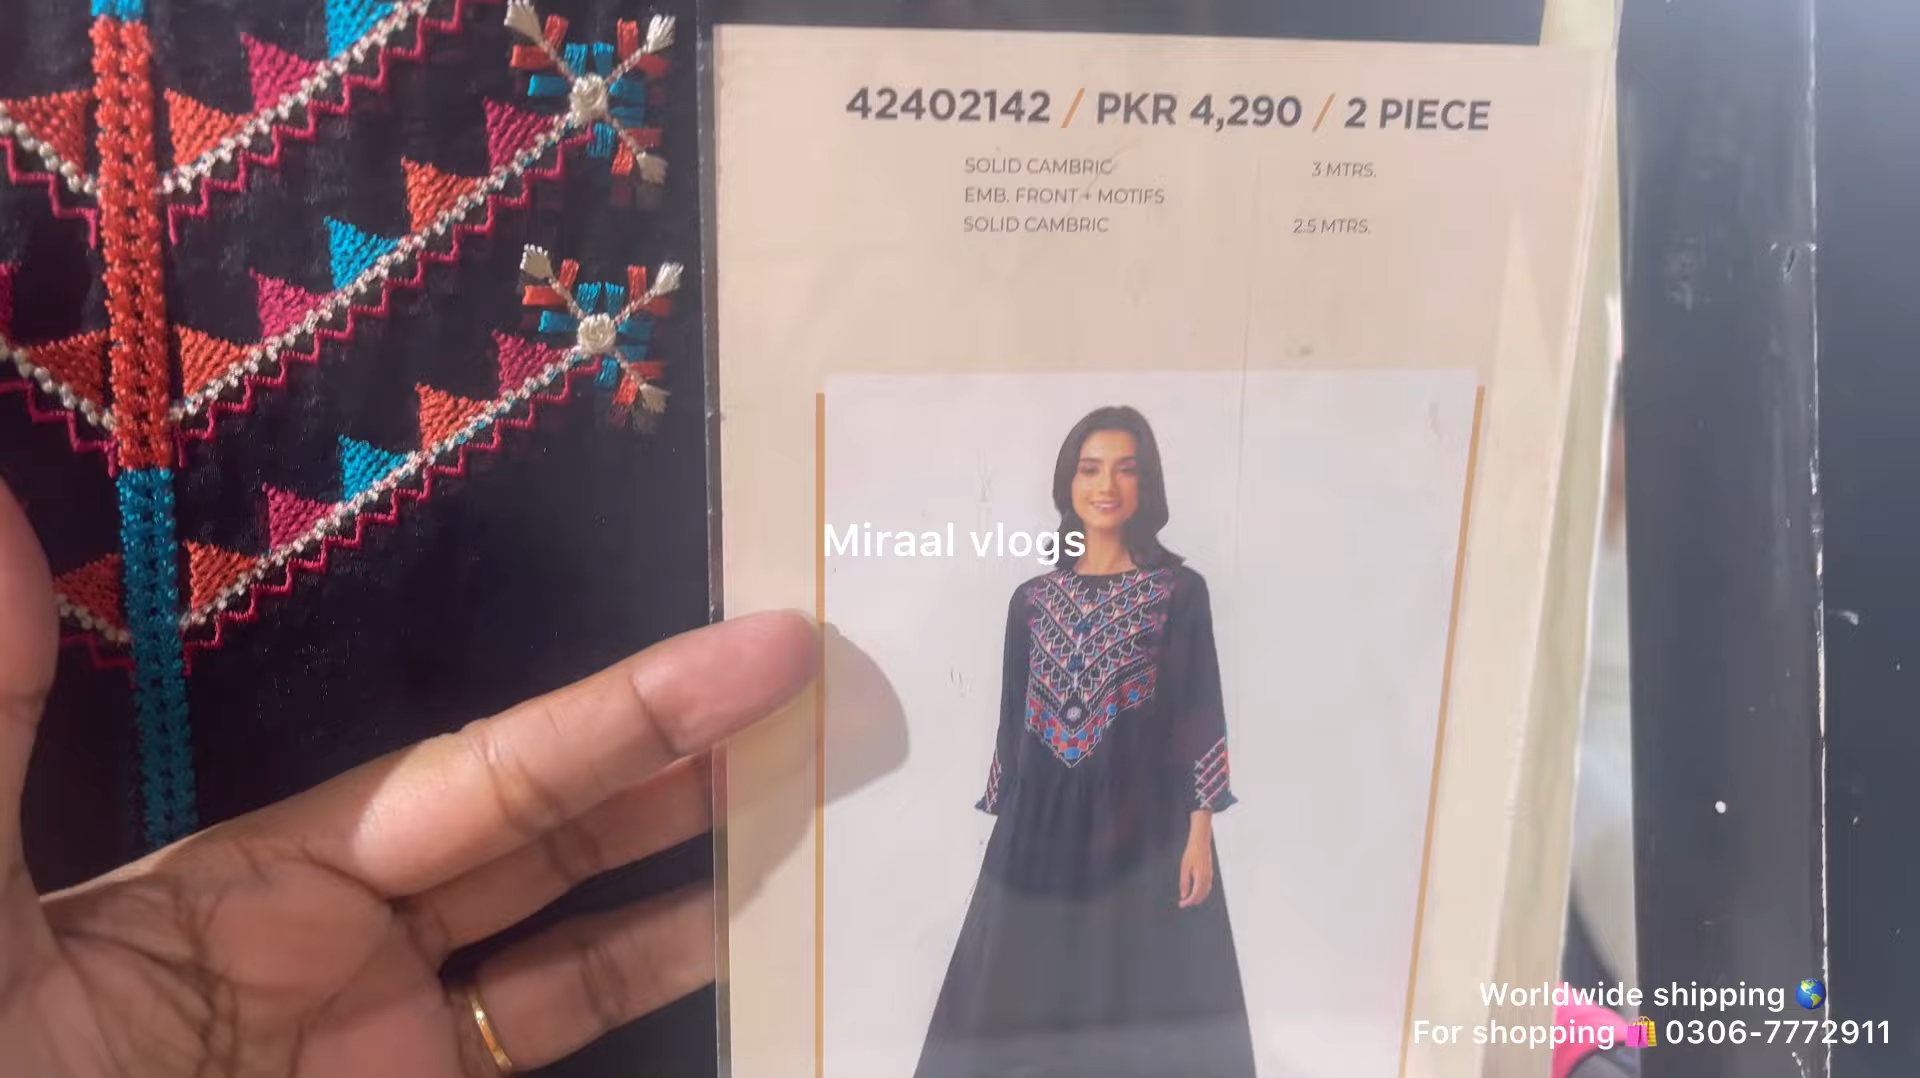 42402142 / PKR 4,290 / 2 PIECE
SOLID CAMBRIC 3 MTRS.
EMB. FRONT + MOTIFS
SOLID CAMBRIC 2.5 MTRS.
Miraal vlogs
Worldwide shipping 🌎
For shopping 🛍️ 0306-7772911